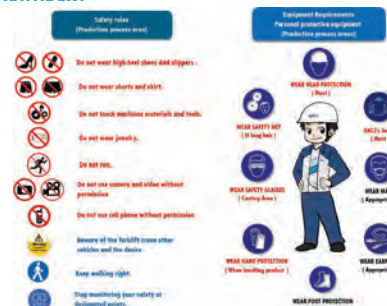 Safety rules
(Production process area)
Do not wear high-heel shoes and slippers.
Do not wear shorts and skirt.
Do not touch machines materials and tools.
Do not wear jewelry.
Do not run.
Do not use camera and video without
permission
Do not use cell phone without permission
Beware of the forklift crane other
vehicles and the device
Keep walking right.
Stop monitoring your safety at
designated points.
Equipment Requirements
Personal protective equipment
(Production process area)
WEAR HEAD PROTECTION
( Must )
WEAR SAFETY NET
( If long hair )
WEAR SAFETY GLASSES
( Casting Area )
WEAR HAND PROTECTION
( When handling product )
WEAR FOOT PROTECTION
( Must
WEAR
( Appropri
WEAR EAR
( Appropri